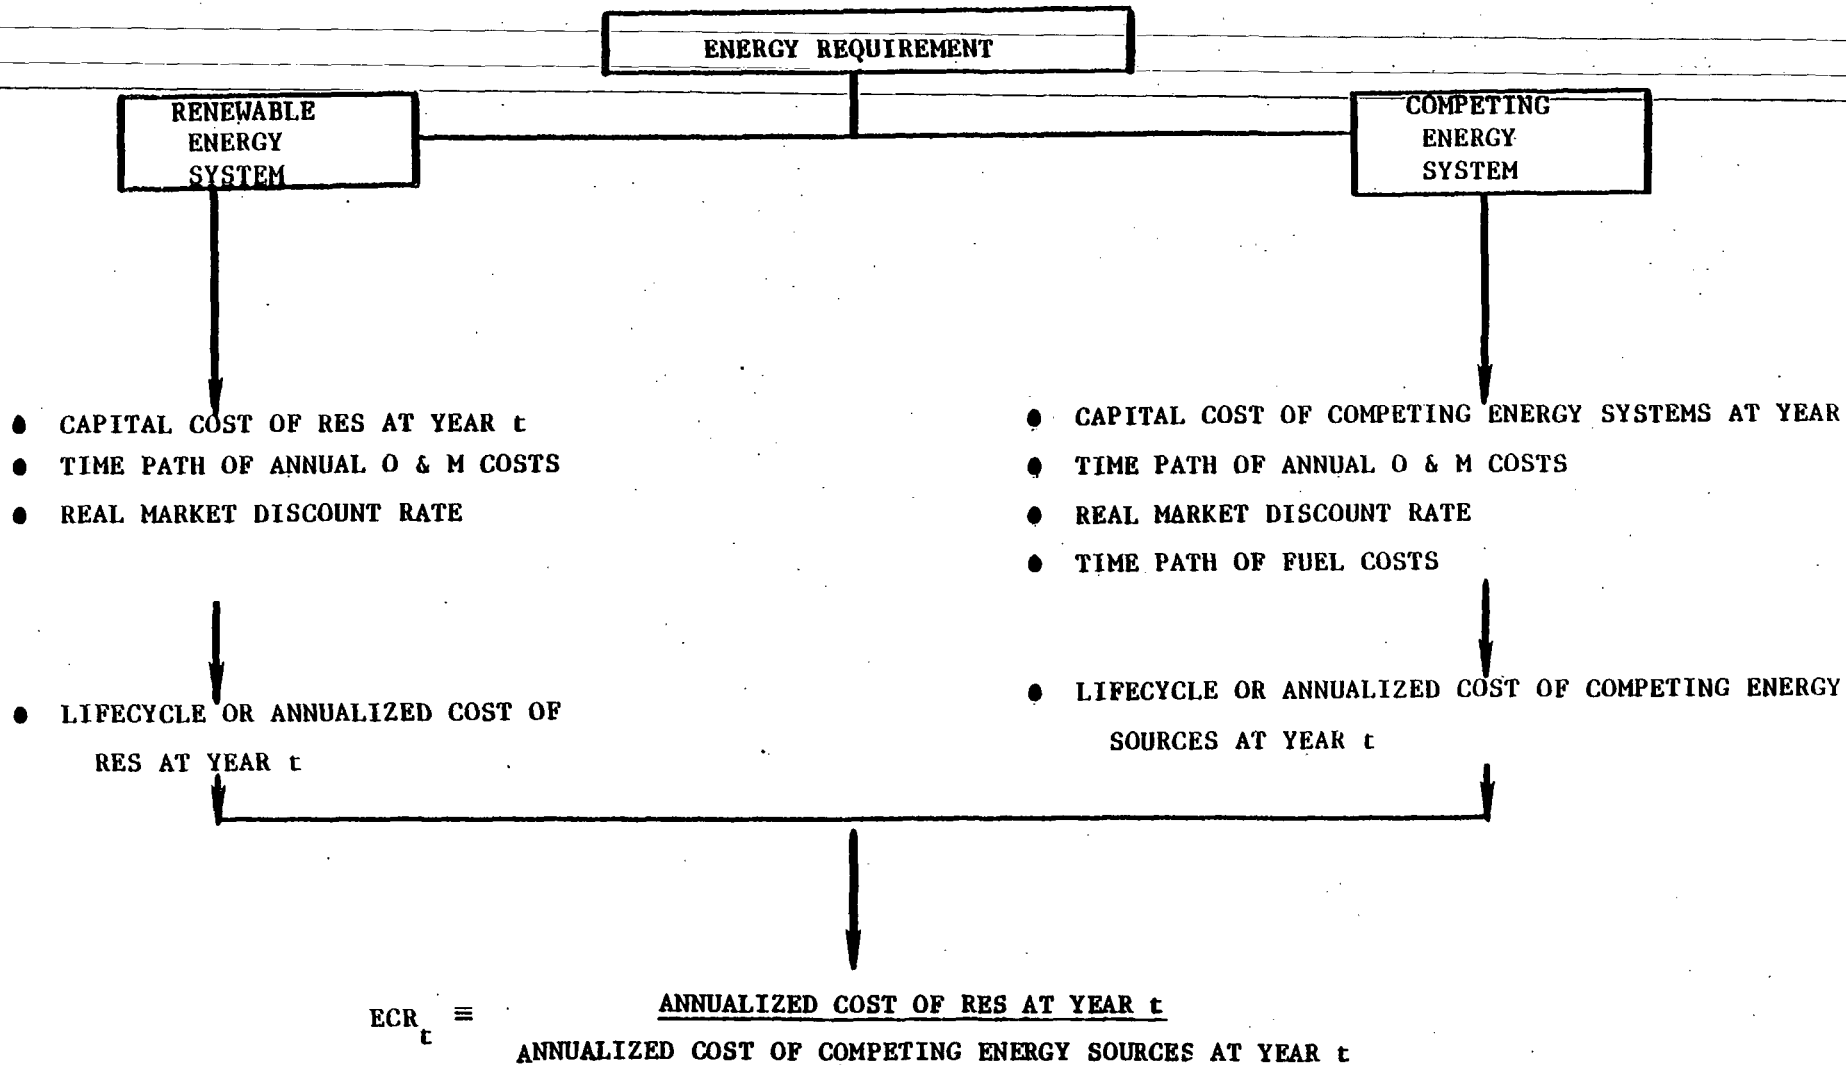 ENERGY REQUIREMENT
RENEWABLE
ENERGY
SYSTEM
COMPETING
ENERGY
SYSTEM
● CAPITAL COST OF RES AT YEAR t
● TIME PATH OF ANNUAL O & M COSTS
● REAL MARKET DISCOUNT RATE
● CAPITAL COST OF COMPETING ENERGY SYSTEMS AT YEAR
● TIME PATH OF ANNUAL O & M COSTS
● REAL MARKET DISCOUNT RATE
● TIME PATH OF FUEL COSTS
● LIFECYCLE OR ANNUALIZED COST OF
RES AT YEAR t
● LIFECYCLE OR ANNUALIZED COST OF COMPETING ENERGY
SOURCES AT YEAR t
ECR_t ≡ ANNUALIZED COST OF RES AT YEAR t
ANNUALIZED COST OF COMPETING ENERGY SOURCES AT YEAR t